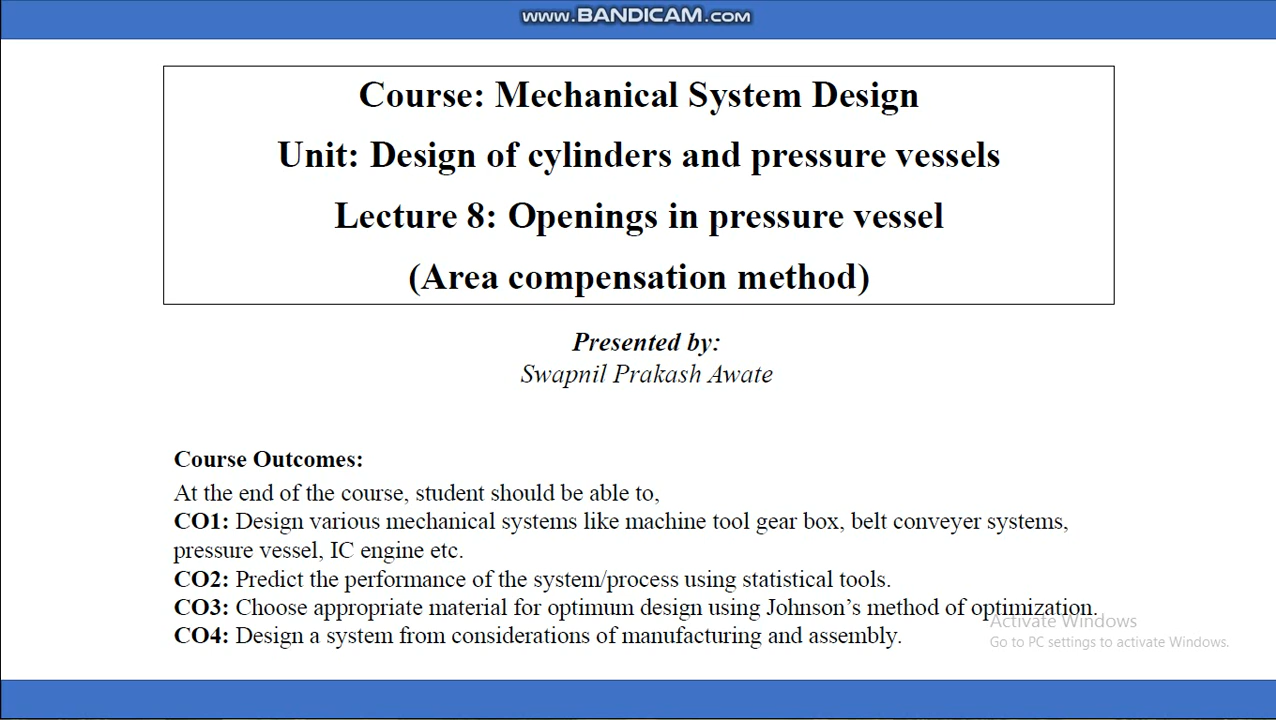 www.BANDICAM.com
Course: Mechanical System Design
Unit: Design of cylinders and pressure vessels
Lecture 8: Openings in pressure vessel
(Area compensation method)
Presented by:
Swapnil Prakash Awate
Course Outcomes:
At the end of the course, student should be able to,
CO1: Design various mechanical systems like machine tool gear box, belt conveyer systems,
pressure vessel, IC engine etc.
CO2: Predict the performance of the system/process using statistical tools.
CO3: Choose appropriate material for optimum design using Johnson’s method of optimization.
Activate Windows
CO4: Design a system from considerations of manufacturing and assembly.
Go to PC settings to activate Windows.